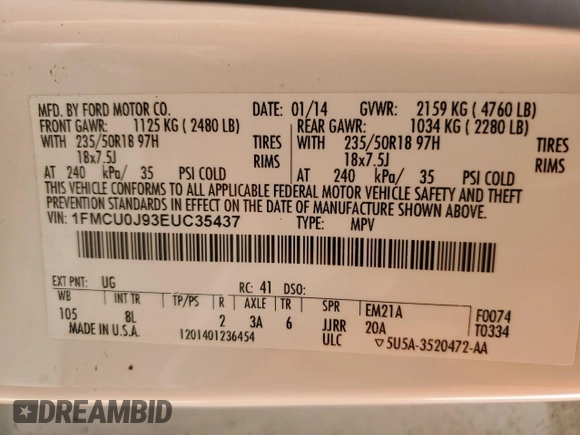 MFD. BY FORD MOTOR CO. DATE: 01/14 GVWR: 2159 KG ( 4760 LB)
FRONT GAWR: 1125 KG ( 2480 LB) REAR GAWR: 1034 KG ( 2280 LB)
WITH 235/50R18 97H TIRES WITH 235/50R18 97H TIRES
18x7.5J RIMS 18x7.5J RIMS
AT 240 kPa/ 35 PSI COLD AT 240 kPa/ 35 PSI COLD
THIS VEHICLE CONFORMS TO ALL APPLICABLE FEDERAL MOTOR VEHICLE SAFETY AND THEFT
PREVENTION STANDARDS IN EFFECT ON THE DATE OF MANUFACTURE SHOWN ABOVE.
VIN: 1FMCU0J93EUC35437 TYPE: MPV
EXT PNT: UG RC: 41 DSO:
WB INT TR TP/PS R AXLE TR SPR EM21A F0074
105 8L 2 3A 6 JJRR 20A T0334
MADE IN U.S.A. 1201401236454 ULC ▽5U5A-3520472-AA
DREAMBID